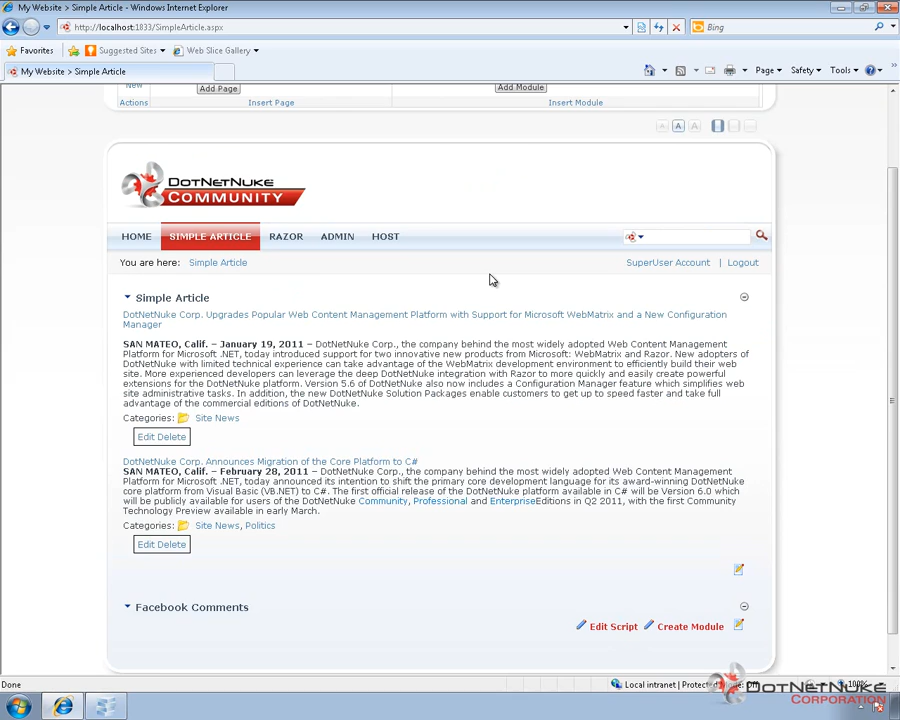 My Website > Simple Article - Windows Internet Explorer
http://localhost:1833/SimpleArticle.aspx
Bing
Favorites Suggested Sites Web Slice Gallery
My Website > Simple Article
Page Safety Tools
New Add Page Add Module
Actions Insert Page Insert Module
A A A
DOTNETNUKE
COMMUNITY
HOME SIMPLE ARTICLE RAZOR ADMIN HOST
You are here: Simple Article SuperUser Account | Logout
Simple Article
DotNetNuke Corp. Upgrades Popular Web Content Management Platform with Support for Microsoft WebMatrix and a New Configuration
Manager
SAN MATEO, Calif. – January 19, 2011 – DotNetNuke Corp., the company behind the most widely adopted Web Content Management
Platform for Microsoft .NET, today introduced support for two innovative new products from Microsoft: WebMatrix and Razor. New adopters of
DotNetNuke with limited technical experience can take advantage of the WebMatrix development environment to efficiently build their web
site. More experienced developers can leverage the deep DotNetNuke integration with Razor to more quickly and easily create powerful
extensions for the DotNetNuke platform. Version 5.6 of DotNetNuke also now includes a Configuration Manager feature which simplifies web
site administrative tasks. In addition, the new DotNetNuke Solution Packages enable customers to get up to speed faster and take full
advantage of the commercial editions of DotNetNuke.
Categories: Site News
Edit Delete
DotNetNuke Corp. Announces Migration of the Core Platform to C#
SAN MATEO, Calif. – February 28, 2011 – DotNetNuke Corp., the company behind the most widely adopted Web Content Management
Platform for Microsoft .NET, today announced its intention to shift the primary core development language for its award-winning DotNetNuke
core platform from Visual Basic (VB.NET) to C#. The first official release of the DotNetNuke platform available in C# will be Version 6.0 which
will be publicly available for users of the DotNetNuke Community, Professional and EnterpriseEditions in Q2 2011, with the first Community
Technology Preview available in early March.
Categories: Site News, Politics
Edit Delete
Facebook Comments
Edit Script Create Module
Done Local intranet | Protected Mode: Off 100%
DOTNETNUKE
CORPORATION